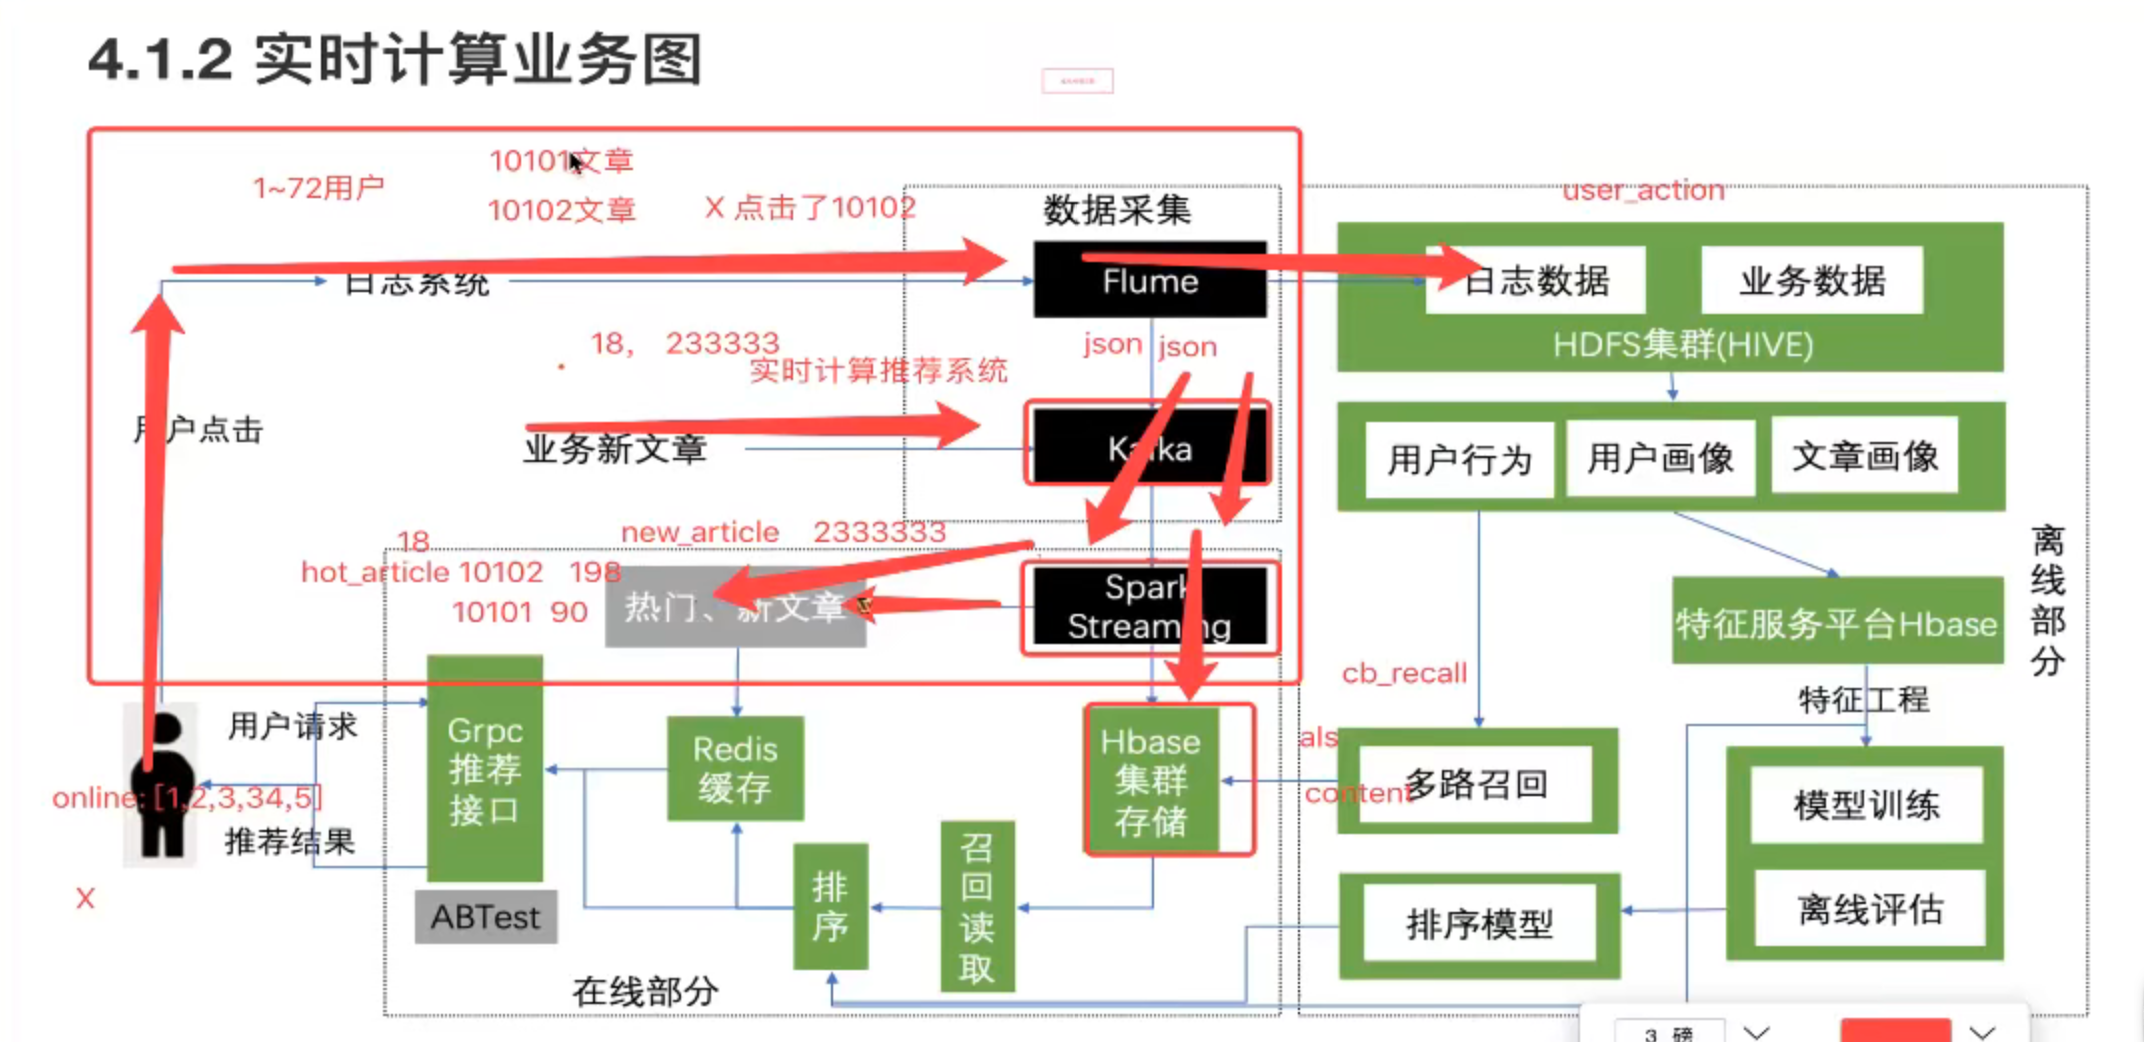 4.1.2 实时计算业务图
10101文章
1~72用户
10102文章
X 点击了10102
数据采集
user_action
日志系统
Flume
日志数据
业务数据
HDFS集群(HIVE)
18, 233333
json json
实时计算推荐系统
用户点击
业务新文章
Kafka
用户行为
用户画像
文章画像
new_article 2333333
18
hot_article 10102 198
10101 90
热门、新文章
Spark
Streaming
离线部分
特征服务平台Hbase
cb_recall
特征工程
用户请求
Grpc
推荐
接口
Redis
缓存
Hbase
集群
存储
als
content
多路召回
模型训练
online:[1,2,3,34,5]
推荐结果
X
ABTest
排序
召回读取
排序模型
离线评估
在线部分
3 磅